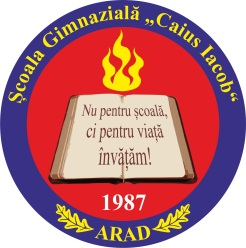 Școala Gimnazială „Caius Iacob“
Nu pentru școală,
ci pentru viață
învățăm!
1987
ARAD